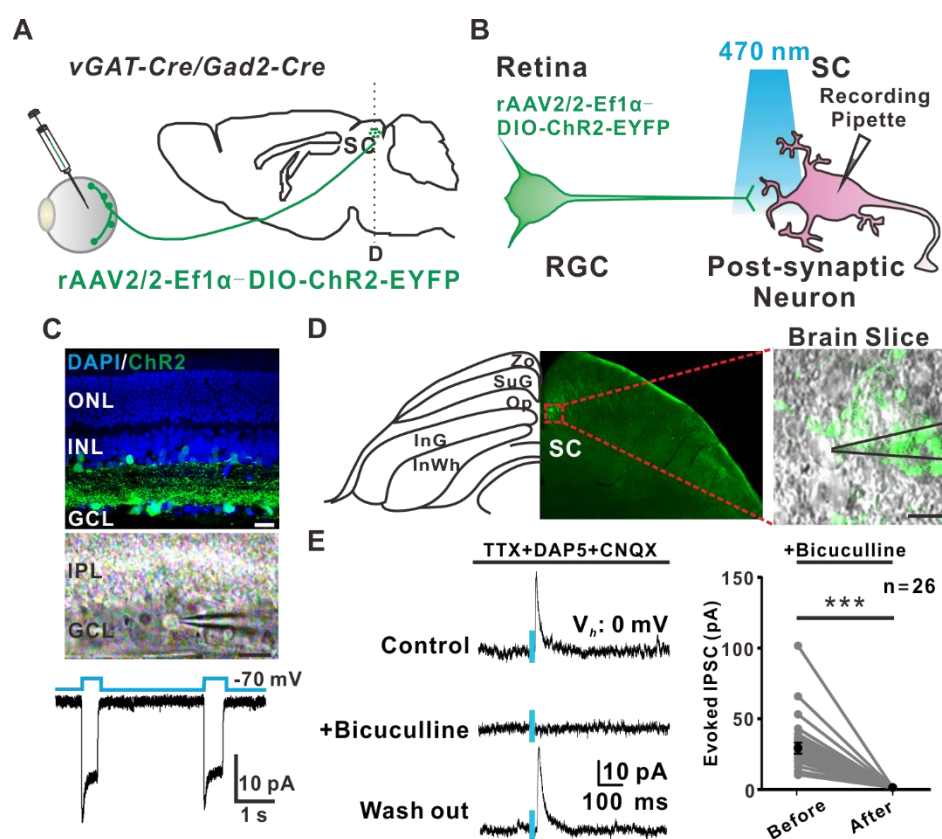 A
vGAT-Cre/Gad2-Cre
SC
D
rAAV2/2-Ef1α-DIO-ChR2-EYFP
B
470 nm
Retina
SC
rAAV2/2-Ef1α-
DIO-ChR2-EYFP
Recording
Pipette
RGC
Post-synaptic
Neuron
C
DAPI/ChR2
ONL
INL
GCL
IPL
GCL
-70 mV
10 pA
1 s
D
Brain Slice
Zo
SuG
Op
InG
InWh
SC
E
TTX+DAP5+CNQX
Control
Vh: 0 mV
+Bicuculline
10 pA
100 ms
Wash out
+Bicuculline
n=26
***
Evoked IPSC (pA)
150
100
50
0
Before
After